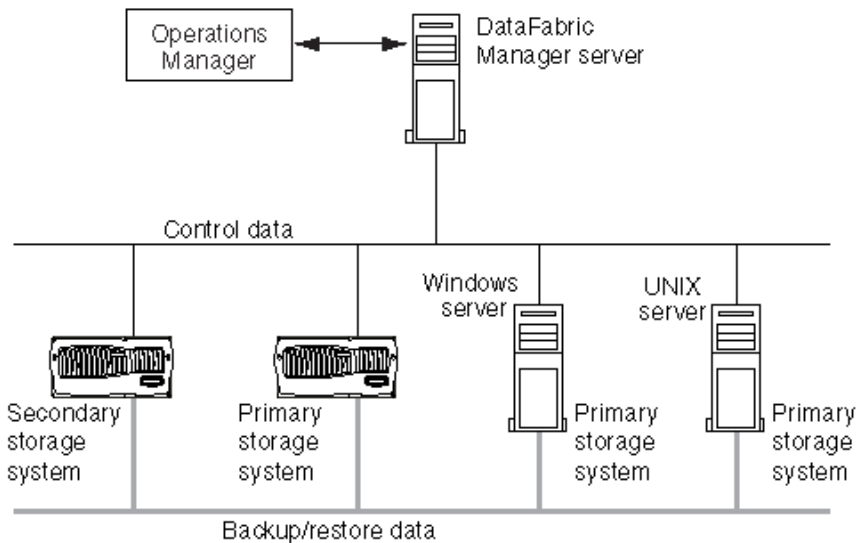 Operations
Manager
DataFabric
Manager server
Control data
Windows
server
UNIX
server
Secondary
storage
system
Primary
storage
system
Primary
storage
system
Primary
storage
system
Backup/restore data